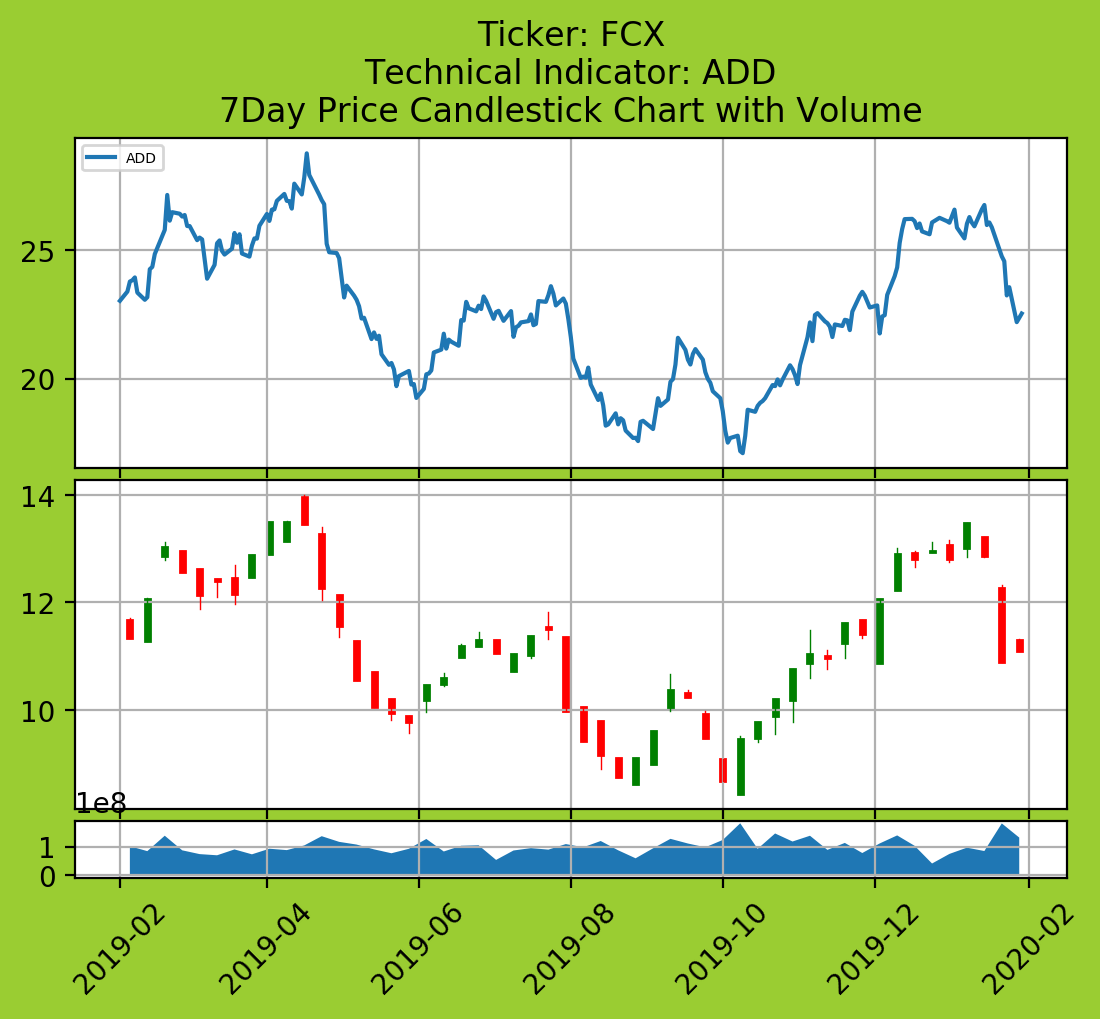 Ticker: FCX
Technical Indicator: ADD
7Day Price Candlestick Chart with Volume
ADD
25
20
14
12
10
1e8
1
0
2019-02
2019-04
2019-06
2019-08
2019-10
2019-12
2020-02